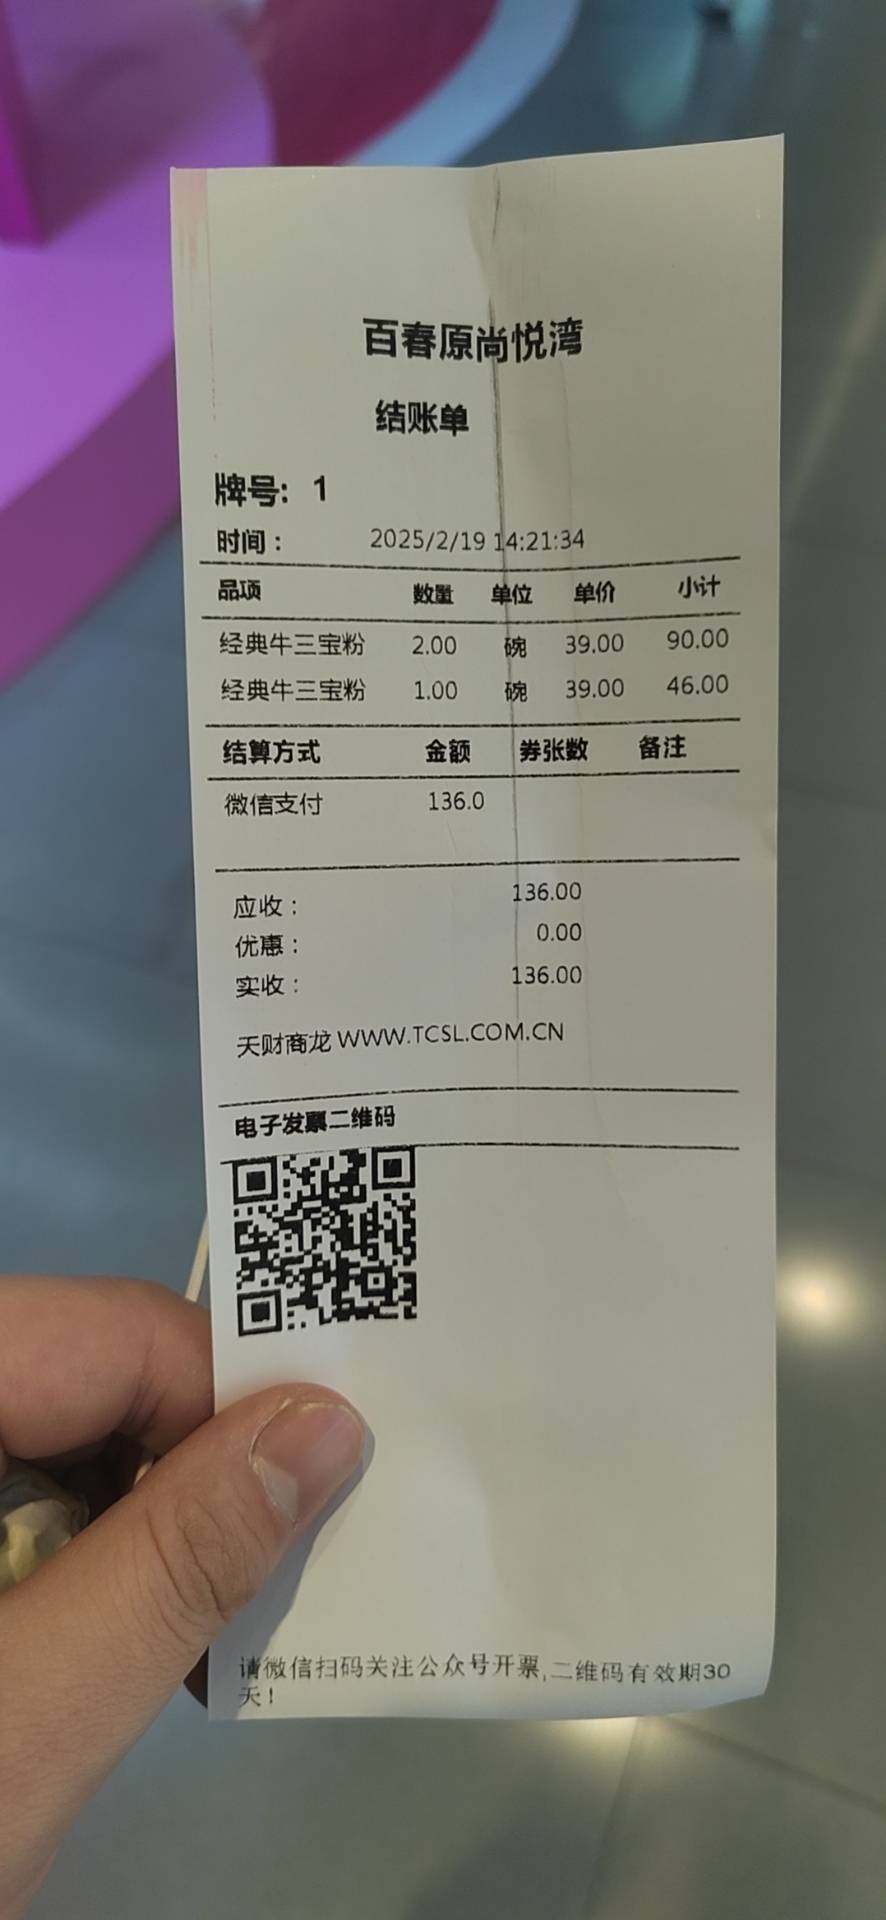 百春原尚悦湾
结账单
牌号: 1
时间： 2025/2/19 14:21:34
品项 数量 单位 单价 小计
经典牛三宝粉 2.00 碗 39.00 90.00
经典牛三宝粉 1.00 碗 39.00 46.00
结算方式 金额 券张数 备注
微信支付 136.0
应收： 136.00
优惠： 0.00
实收： 136.00
天财商龙 WWW.TCSL.COM.CN
电子发票二维码
请微信扫码关注公众号开票,二维码有效期30
天!